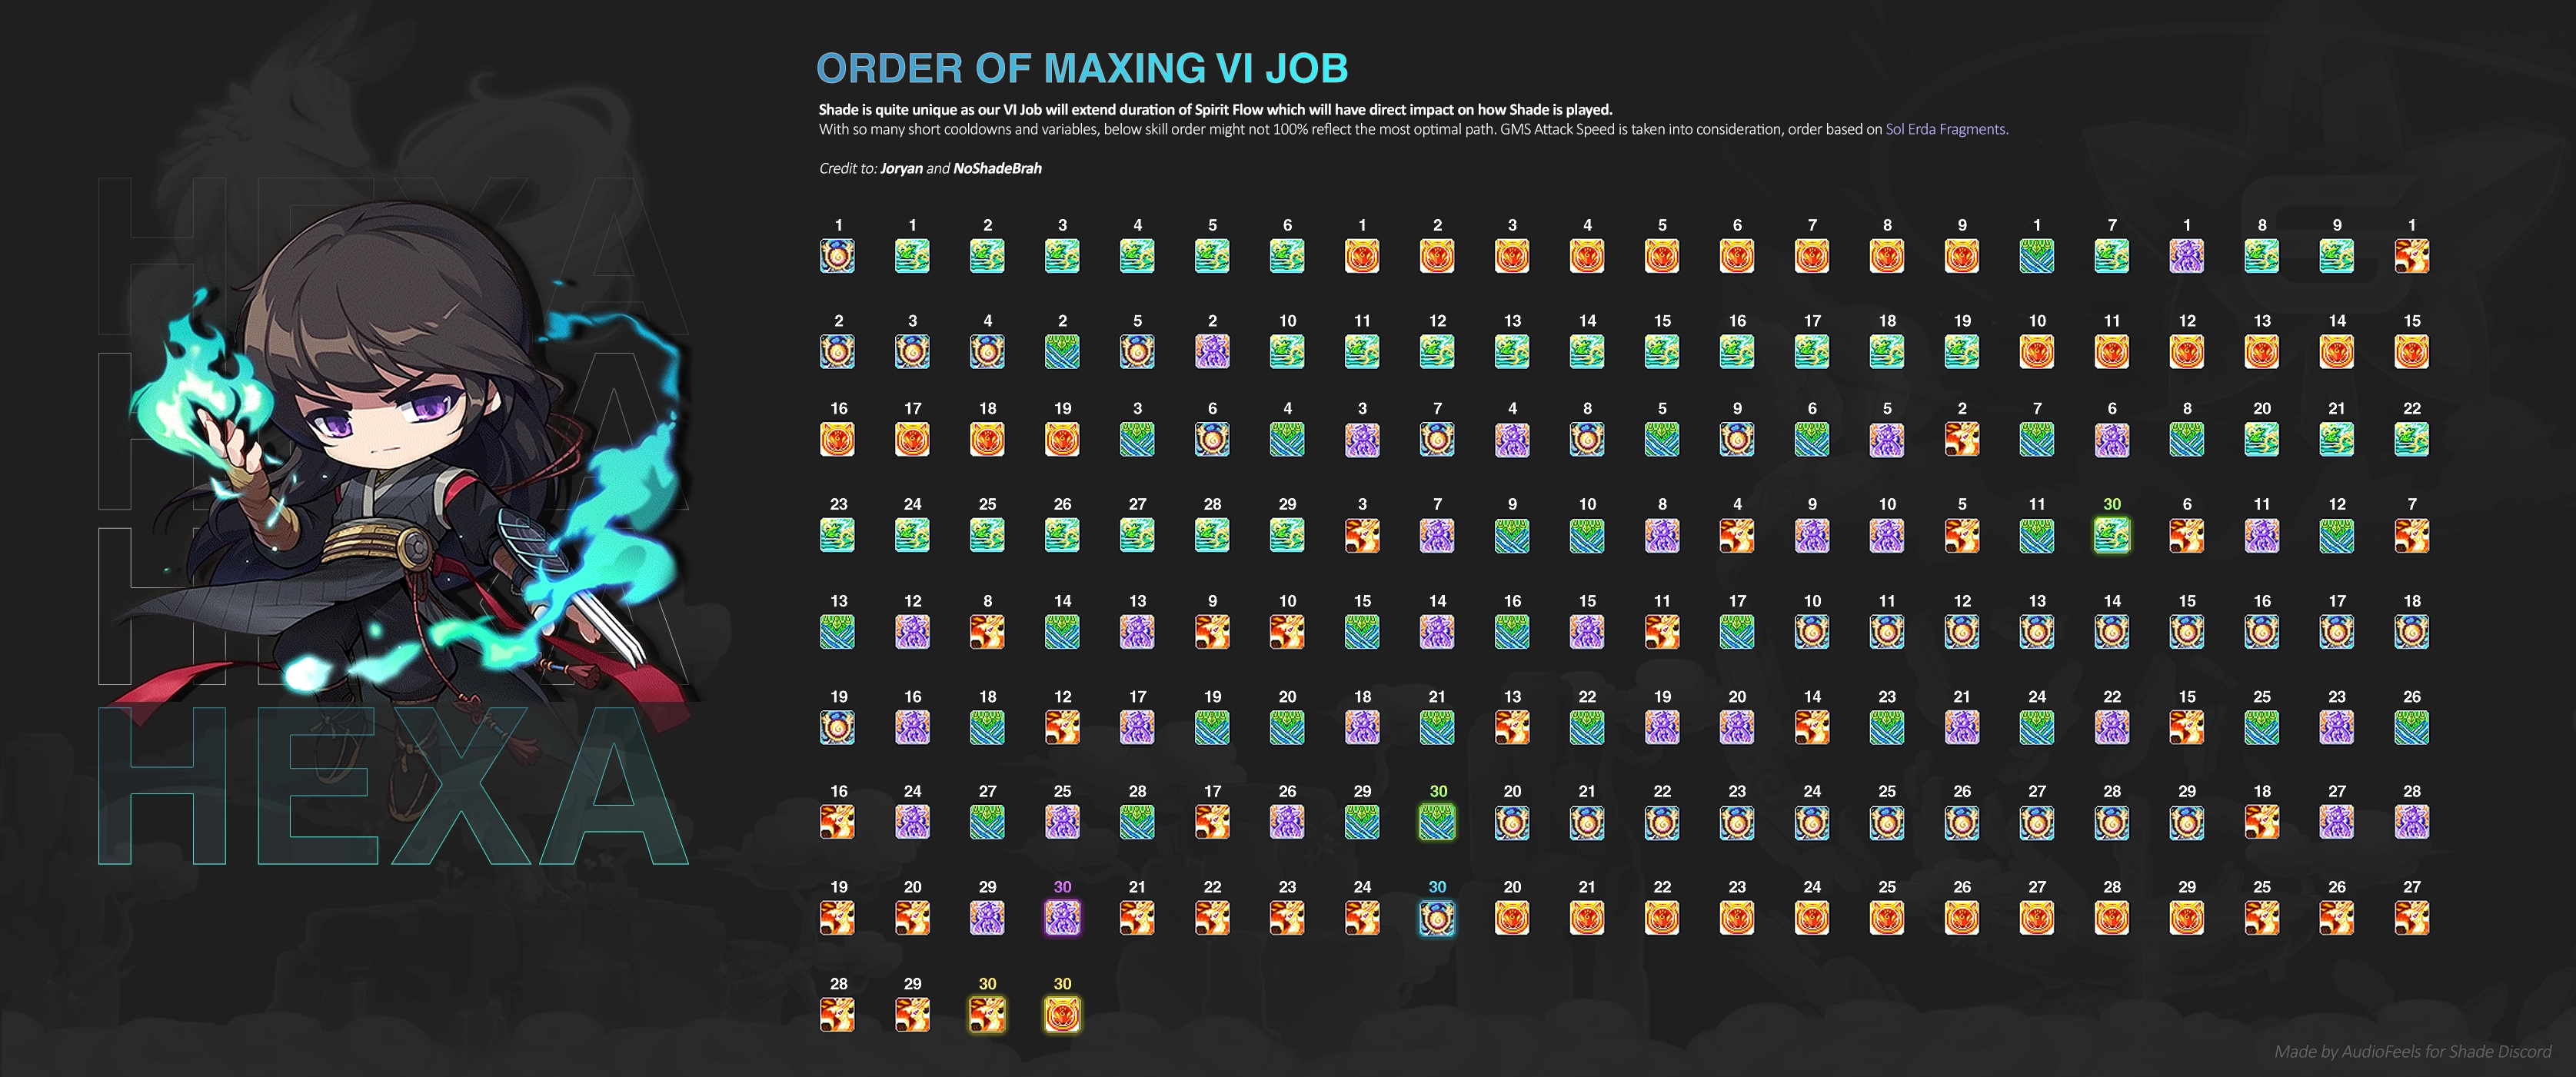 ORDER OF MAXING VI JOB
Shade is quite unique as our VI Job will extend duration of Spirit Flow which will have direct impact on how Shade is played.
With so many short cooldowns and variables, below skill order might not 100% reflect the most optimal path. GMS Attack Speed is taken into consideration, order based on Sol Erda Fragments.
Credit to: Joryan and NoShadeBrah
1 1 2 3 4 5 6 1 2 3 4 5 6 7 8 9 1 7 1 8 9 1
2 3 4 2 5 2 10 11 12 13 14 15 16 17 18 19 10 11 12 13 14 15
16 17 18 19 3 6 4 3 7 4 8 5 9 6 5 2 7 6 8 20 21 22
23 24 25 26 27 28 29 3 7 9 10 8 4 9 10 5 11 30 6 11 12 7
13 12 8 14 13 9 10 15 14 16 15 11 17 10 11 12 13 14 15 16 17 18
19 16 18 12 17 19 20 18 21 13 22 19 20 14 23 21 24 22 15 25 23 26
16 24 27 25 28 17 26 29 30 20 21 22 23 24 25 26 27 28 29 18 27 28
19 20 29 30 21 22 23 24 30 20 21 22 23 24 25 26 27 28 29 25 26 27
28 29 30 30
HEXA
HEXA
HEXA
HEXA
Made by AudioFeels for Shade Discord